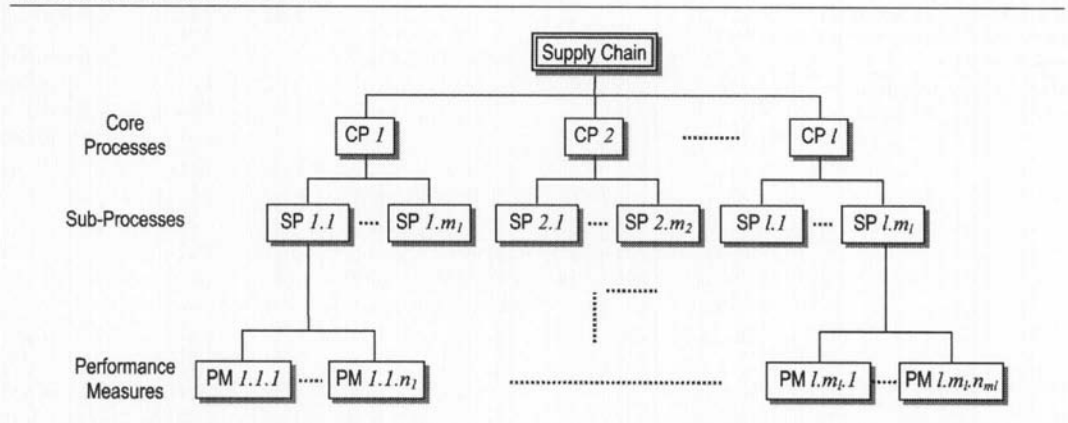 Supply Chain
Core
Processes
CP 1
CP 2
CP l
Sub-Processes
SP 1.1
SP 1.m₁
SP 2.1
SP 2.m₂
SP l.1
SP l.mₗ
Performance
Measures
PM 1.1.1
PM 1.1.n₁
PM l.mₗ.1
PM l.mₗ.nₘₗ